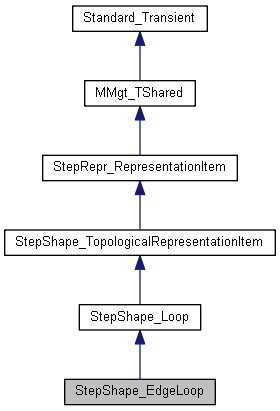 Standard_Transient
MMgt_TShared
StepRepr_RepresentationItem
StepShape_TopologicalRepresentationItem
StepShape_Loop
StepShape_EdgeLoop